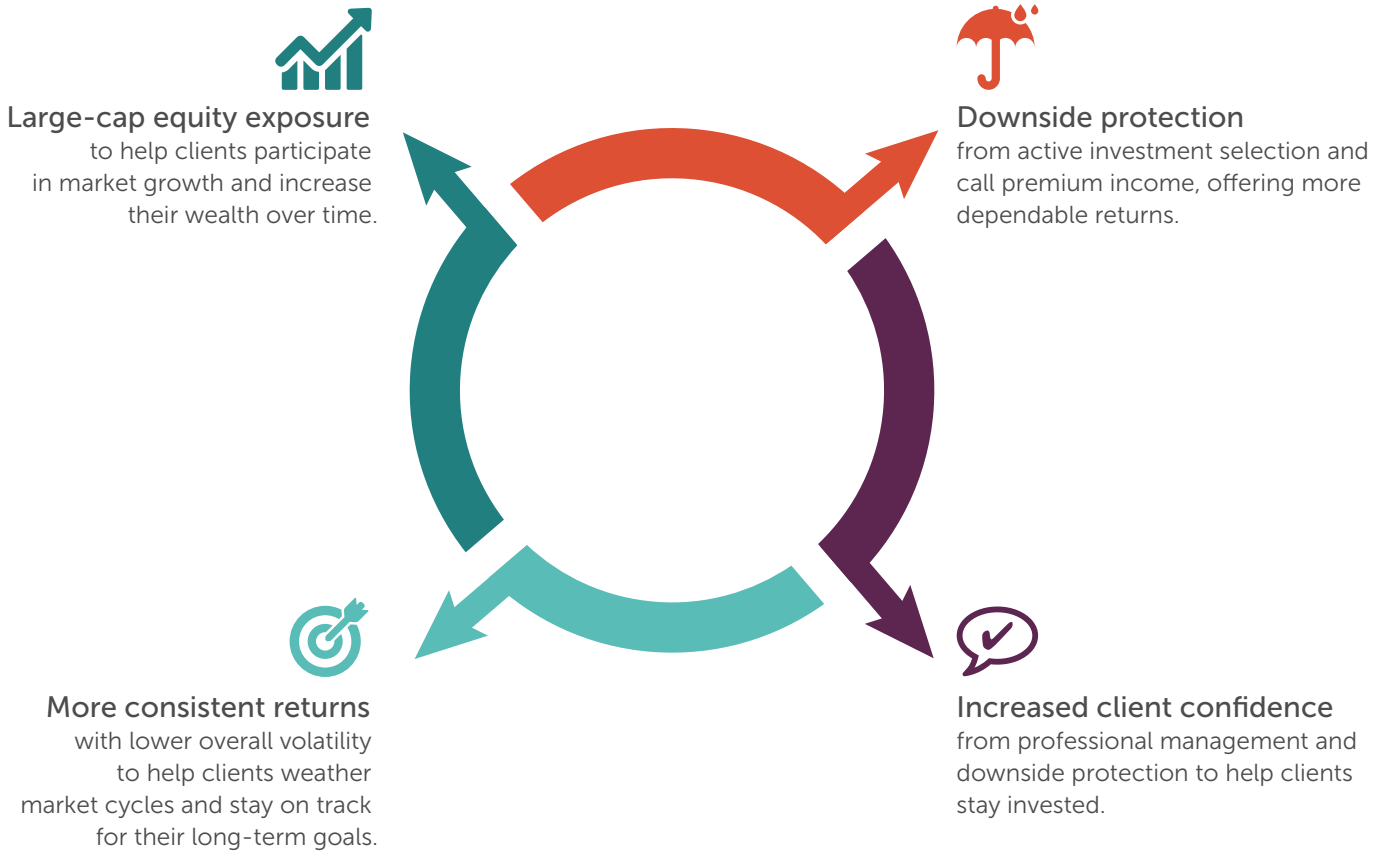 Large-cap equity exposure
to help clients participate
in market growth and increase
their wealth over time.
Downside protection
from active investment selection and
call premium income, offering more
dependable returns.
More consistent returns
with lower overall volatility
to help clients weather
market cycles and stay on track
for their long-term goals.
Increased client confidence
from professional management and
downside protection to help clients
stay invested.